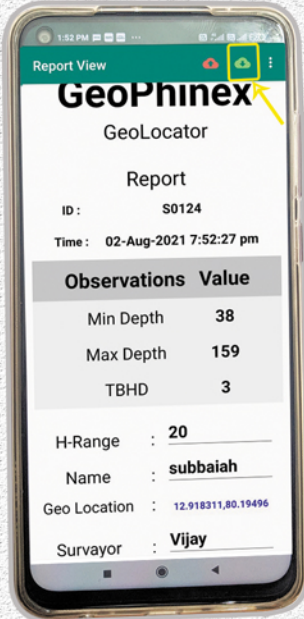 1:52 PM
Report View
GeoPhinex
GeoLocator
Report
ID : S0124
Time : 02-Aug-2021 7:52:27 pm
Observations Value
Min Depth 38
Max Depth 159
TBHD 3
H-Range : 20
Name : subbaiah
Geo Location : 12.918311,80.19496
Survayor : Vijay